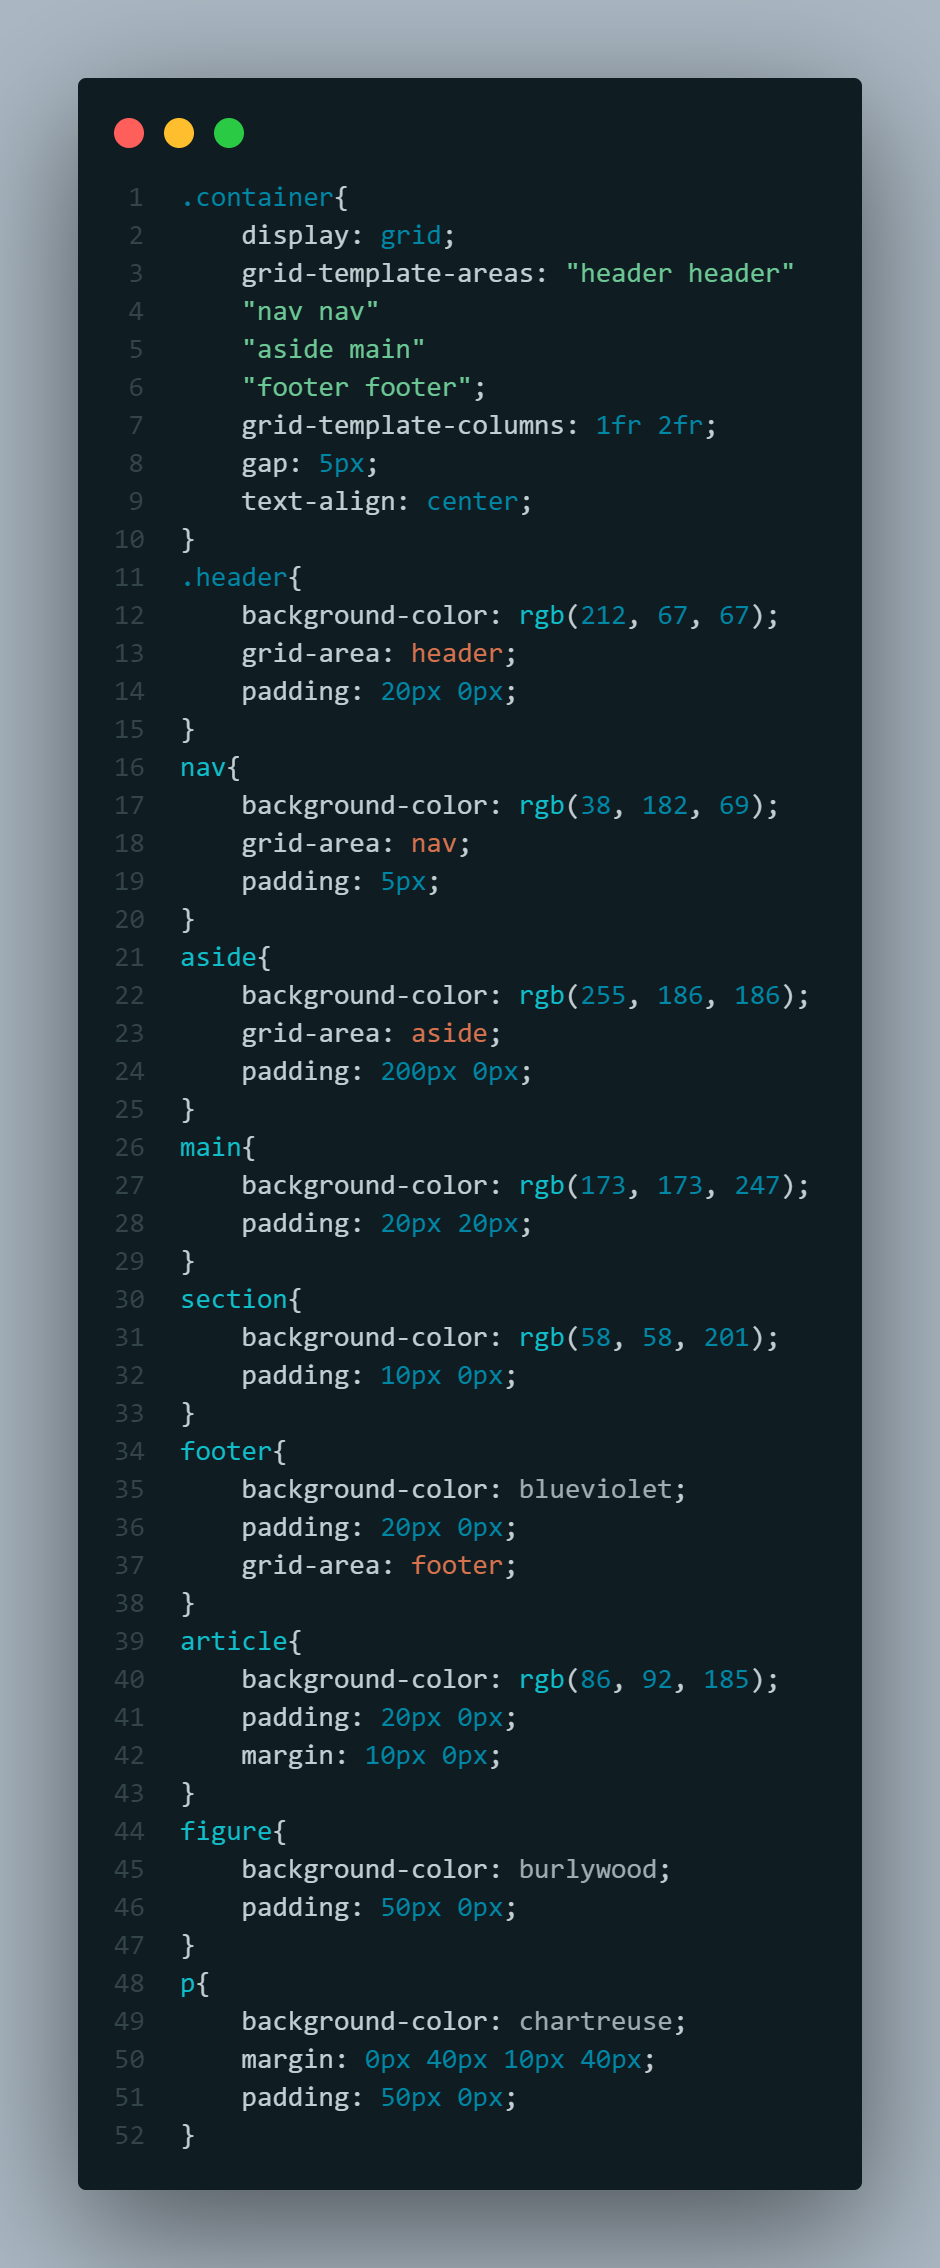 1 .container{
2     display: grid;
3     grid-template-areas: "header header"
4     "nav nav"
5     "aside main"
6     "footer footer";
7     grid-template-columns: 1fr 2fr;
8     gap: 5px;
9     text-align: center;
10 }
11 .header{
12     background-color: rgb(212, 67, 67);
13     grid-area: header;
14     padding: 20px 0px;
15 }
16 nav{
17     background-color: rgb(38, 182, 69);
18     grid-area: nav;
19     padding: 5px;
20 }
21 aside{
22     background-color: rgb(255, 186, 186);
23     grid-area: aside;
24     padding: 200px 0px;
25 }
26 main{
27     background-color: rgb(173, 173, 247);
28     padding: 20px 20px;
29 }
30 section{
31     background-color: rgb(58, 58, 201);
32     padding: 10px 0px;
33 }
34 footer{
35     background-color: blueviolet;
36     padding: 20px 0px;
37     grid-area: footer;
38 }
39 article{
40     background-color: rgb(86, 92, 185);
41     padding: 20px 0px;
42     margin: 10px 0px;
43 }
44 figure{
45     background-color: burlywood;
46     padding: 50px 0px;
47 }
48 p{
49     background-color: chartreuse;
50     margin: 0px 40px 10px 40px;
51     padding: 50px 0px;
52 }